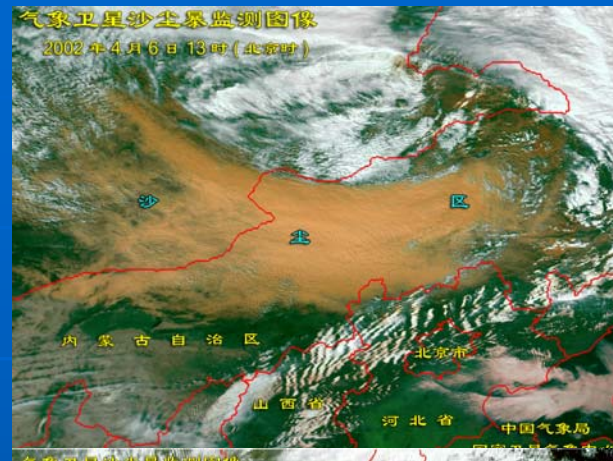 气象卫星沙尘暴监测图像
2002年4月6日13时(北京时)
沙
尘
区
内蒙古自治区
北京市
山西省
河北省
中国气象局